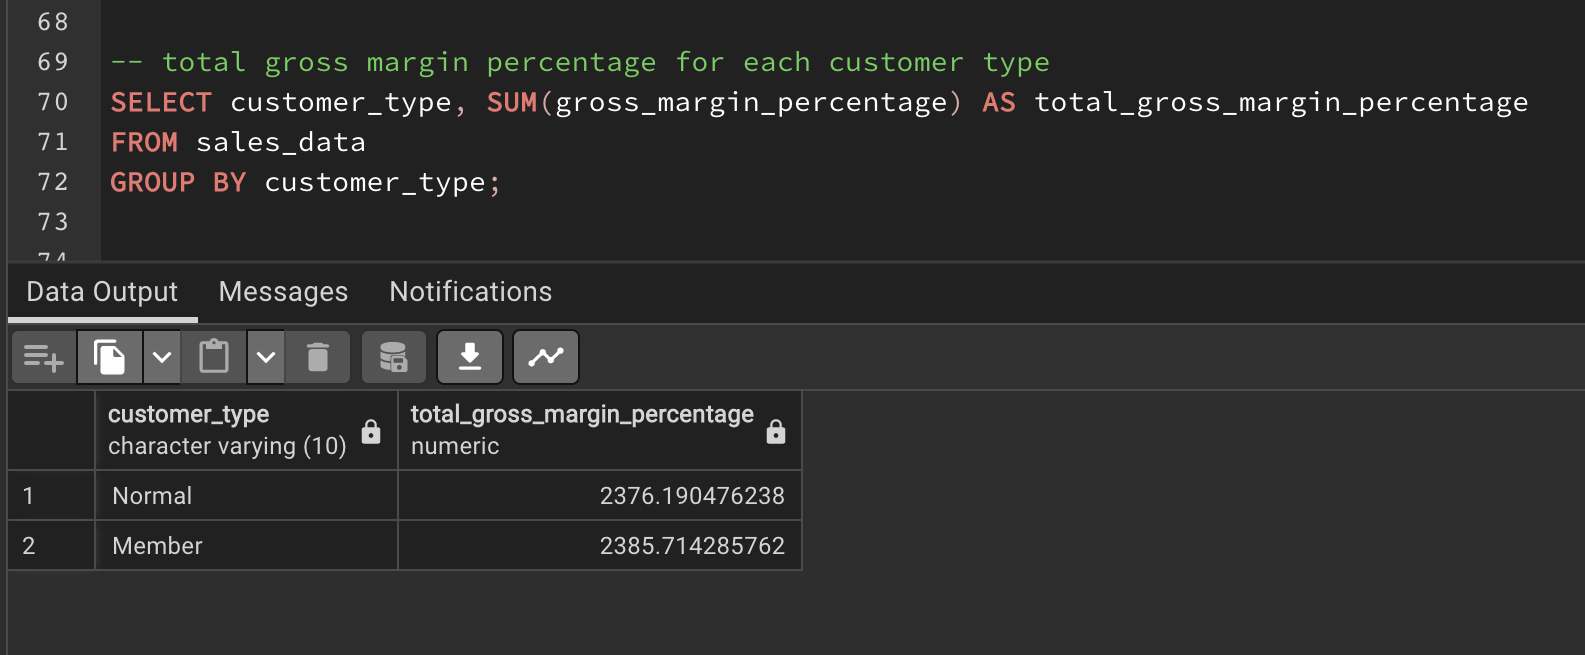 68
69 -- total gross margin percentage for each customer type
70 SELECT customer_type, SUM(gross_margin_percentage) AS total_gross_margin_percentage
71 FROM sales_data
72 GROUP BY customer_type;
73
74
Data Output Messages Notifications
customer_type total_gross_margin_percentage
character varying (10) numeric
1 Normal 2376.190476238
2 Member 2385.714285762